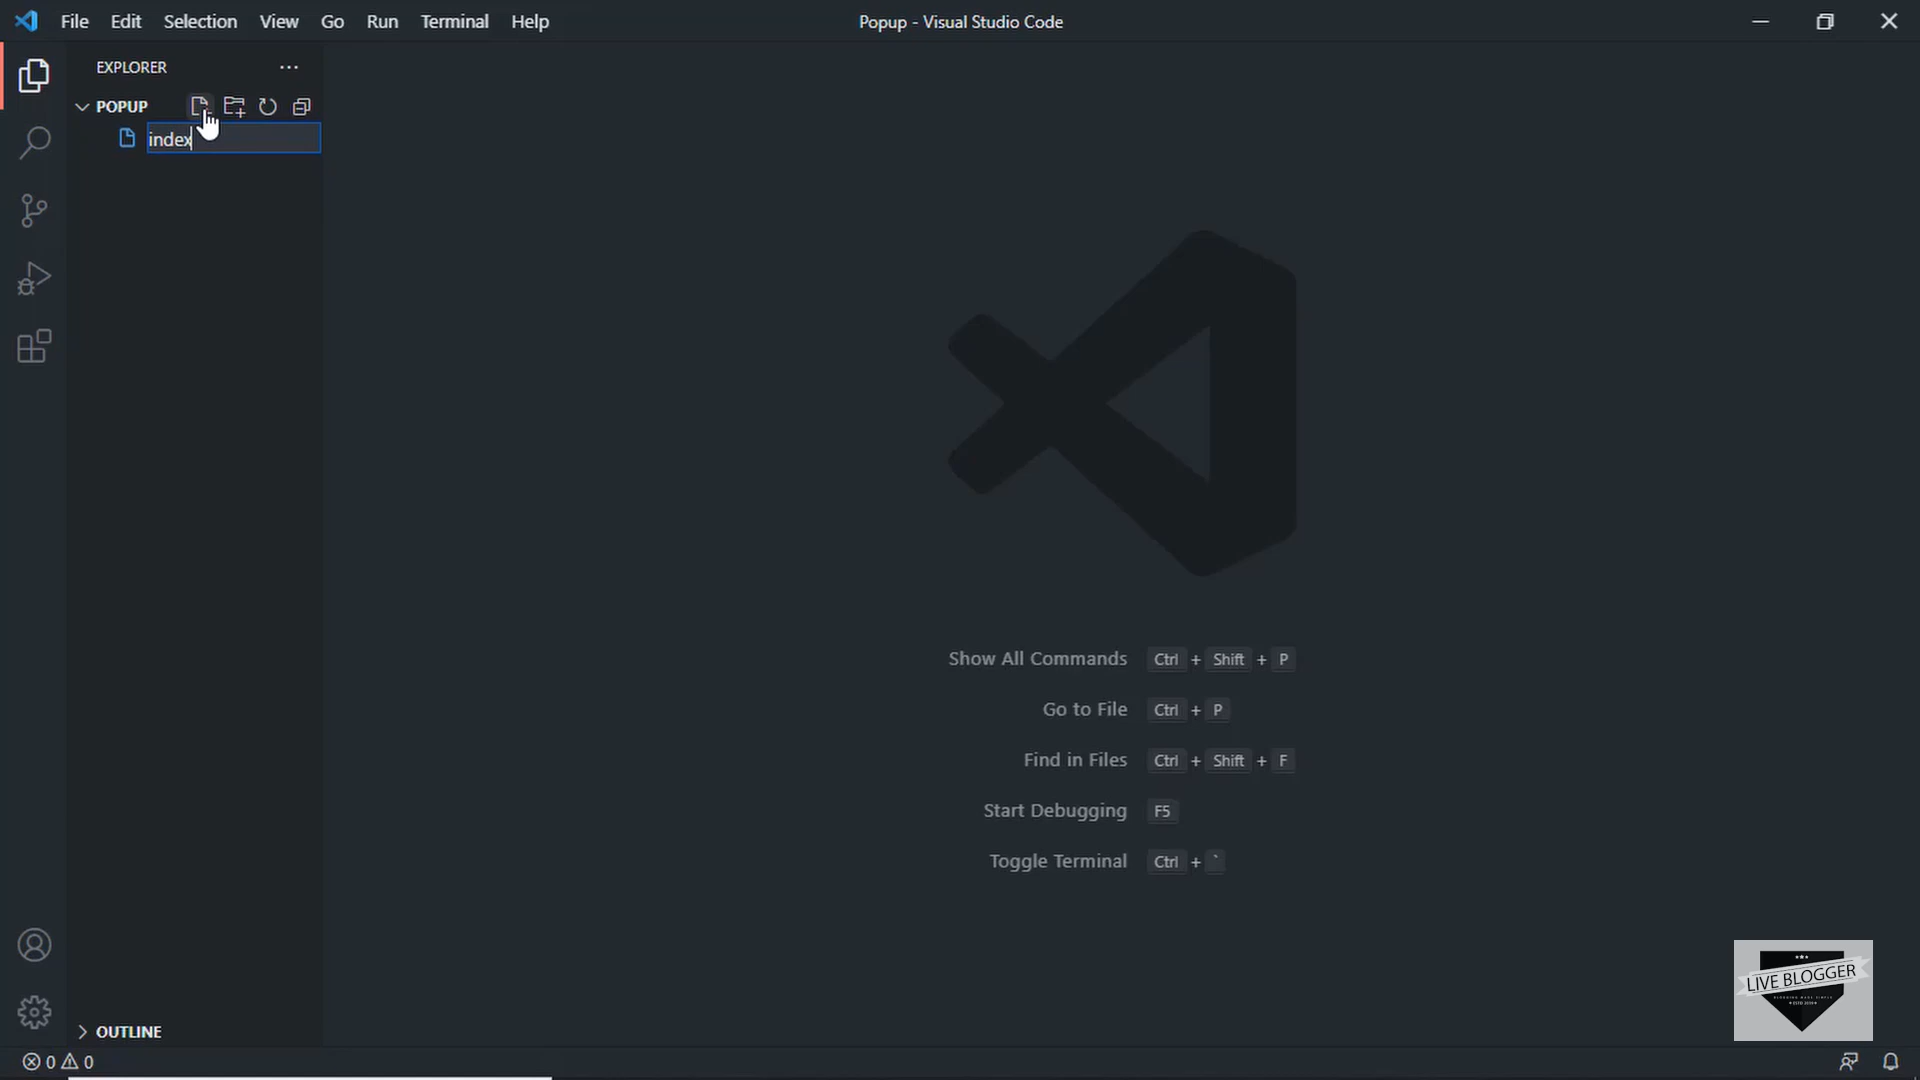 File Edit Selection View Go Run Terminal Help
Popup - Visual Studio Code
EXPLORER
POPUP
index
Show All Commands Ctrl + Shift + P
Go to File Ctrl + P
Find in Files Ctrl + Shift + F
Start Debugging F5
Toggle Terminal Ctrl + `
LIVE BLOGGER
OUTLINE
0 0